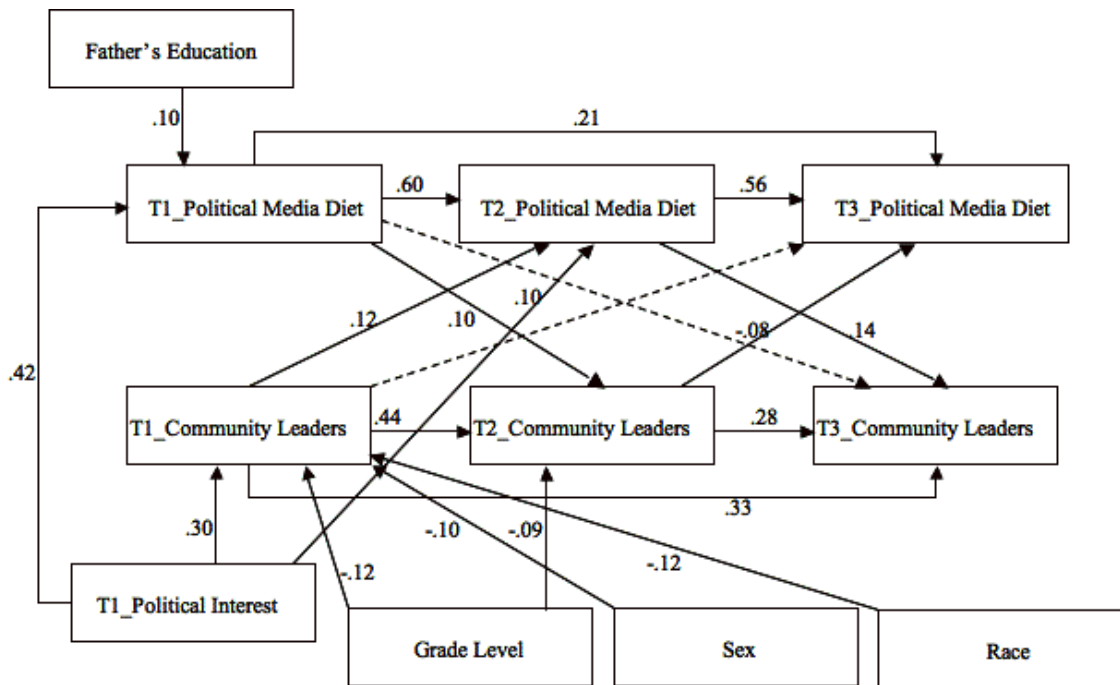 Father's Education
.10
.21
T1_Political Media Diet
.60
T2_Political Media Diet
.56
T3_Political Media Diet
.12
.10
.10
-.08
.14
.42
T1_Community Leaders
.44
T2_Community Leaders
.28
T3_Community Leaders
.30
-.12
-.10
-.09
.33
-.12
T1_Political Interest
Grade Level
Sex
Race